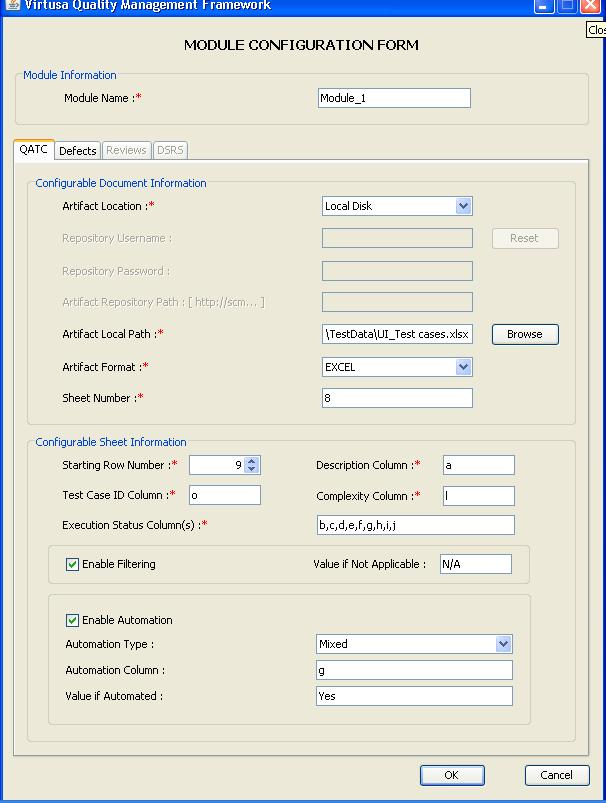 Virtusa Quality Management Framework
Clos
MODULE CONFIGURATION FORM
Module Information
Module Name :* Module_1
QATC Defects Reviews DSRS
Configurable Document Information
Artifact Location :* Local Disk
Repository Username : Reset
Repository Password :
Artifact Repository Path : [ http://scm... ]
Artifact Local Path :* \TestData\UI_Test cases.xlsx Browse
Artifact Format :* EXCEL
Sheet Number :* 8
Configurable Sheet Information
Starting Row Number :* 9 Description Column :* a
Test Case ID Column :* o Complexity Column :* l
Execution Status Column(s) :* b,c,d,e,f,g,h,i,j
Enable Filtering Value if Not Applicable : N/A
Enable Automation
Automation Type : Mixed
Automation Column : g
Value if Automated : Yes
OK Cancel